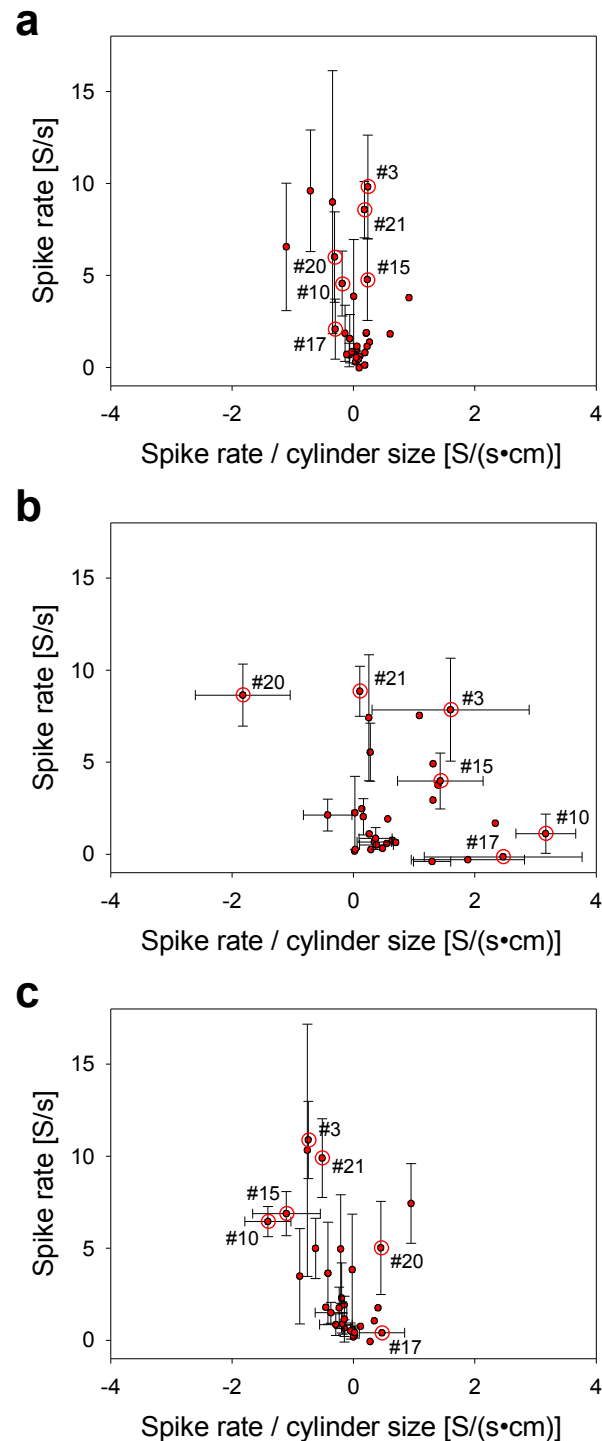 a
15
10
5
0
Spike rate [S/s]
#3
#21
#20
#15
#10
#17
-4 -2 0 2 4
Spike rate / cylinder size [S/(s•cm)]
b
15
10
5
0
Spike rate [S/s]
#20
#21
#3
#15
#10
#17
-4 -2 0 2 4
Spike rate / cylinder size [S/(s•cm)]
c
15
10
5
0
Spike rate [S/s]
#3
#21
#15
#10
#20
#17
-4 -2 0 2 4
Spike rate / cylinder size [S/(s•cm)]